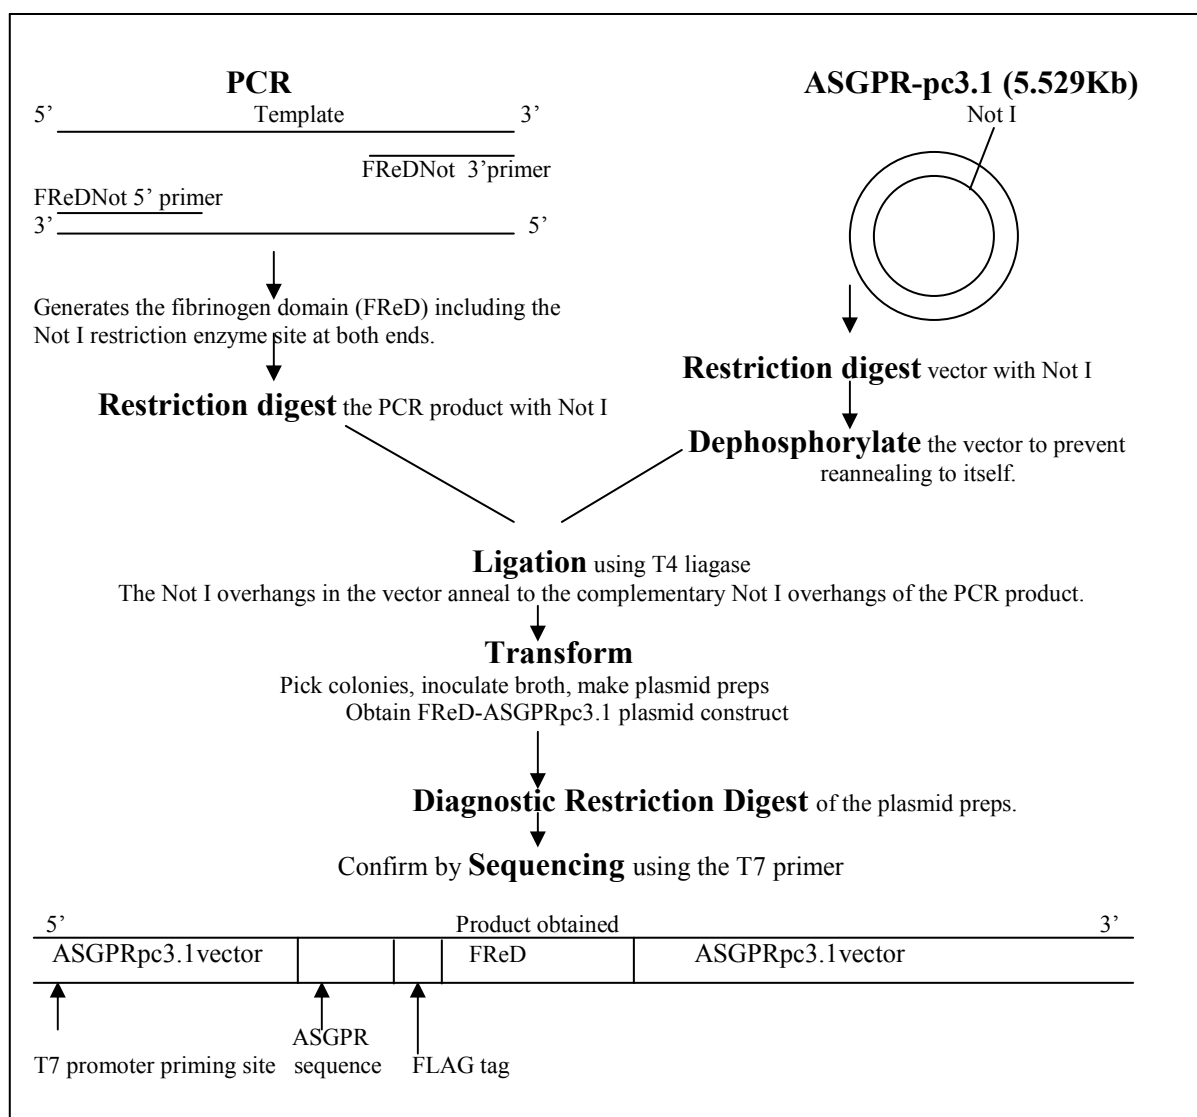 PCR
5’ Template 3’
FReDNot 3’primer
FReDNot 5’ primer
3’ 5’
Generates the fibrinogen domain (FReD) including the
Not I restriction enzyme site at both ends.
Restriction digest the PCR product with Not I
ASGPR-pc3.1 (5.529Kb)
Not I
Restriction digest vector with Not I
Dephosphorylate the vector to prevent
reannealing to itself.
Ligation using T4 liagase
The Not I overhangs in the vector anneal to the complementary Not I overhangs of the PCR product.
Transform
Pick colonies, inoculate broth, make plasmid preps
Obtain FReD-ASGPRpc3.1 plasmid construct
Diagnostic Restriction Digest of the plasmid preps.
Confirm by Sequencing using the T7 primer
5’ Product obtained 3’
ASGPRpc3.1vector FReD ASGPRpc3.1vector
T7 promoter priming site
ASGPR
sequence
FLAG tag